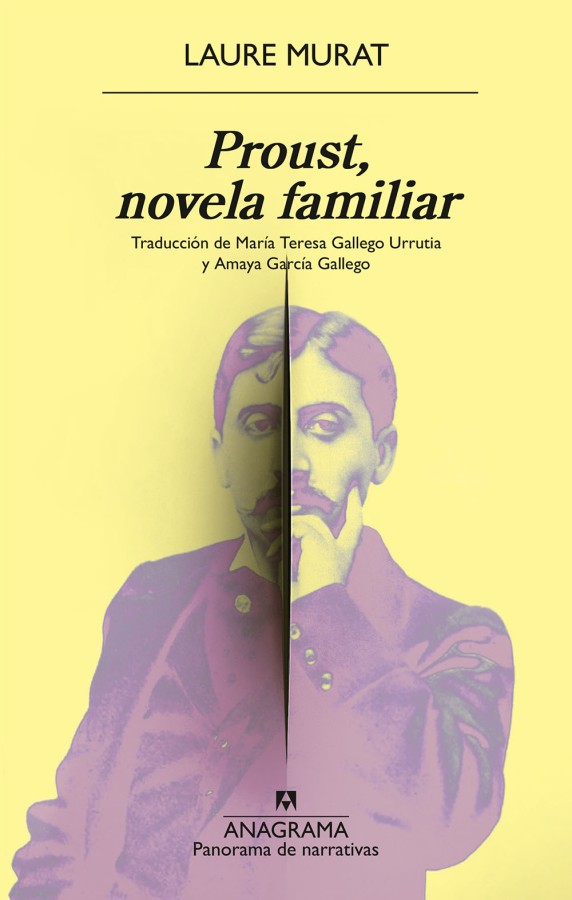 LAURE MURAT
Proust,
novela familiar
Traducción de María Teresa Gallego Urrutia
y Amaya García Gallego
ANAGRAMA
Panorama de narrativas